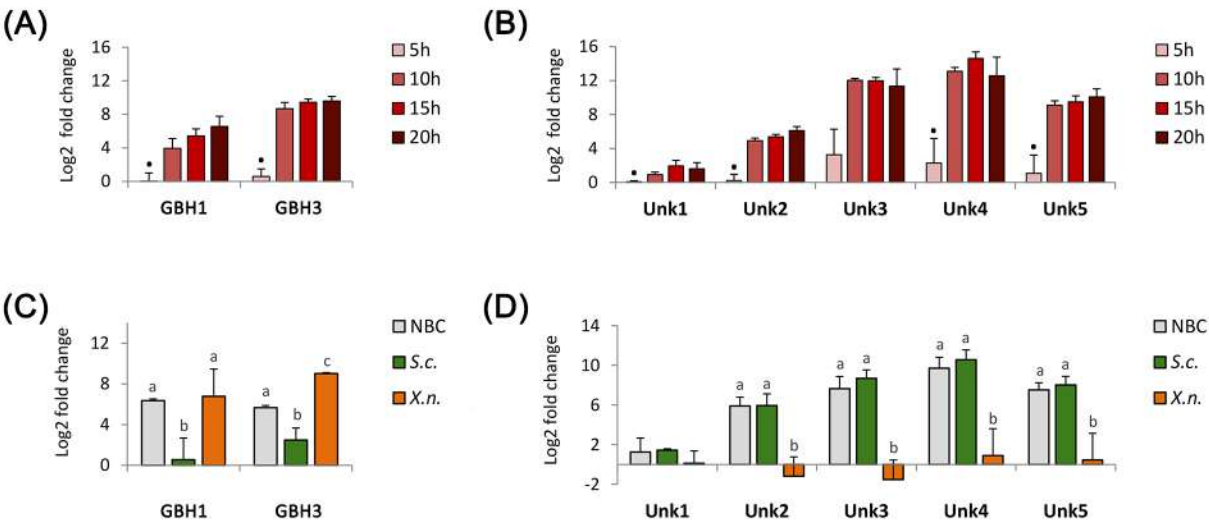 (A)
16
12
8
4
0
Log2 fold change
GBH1 GBH3
5h
10h
15h
20h
(B)
16
12
8
4
0
Log2 fold change
Unk1 Unk2 Unk3 Unk4 Unk5
5h
10h
15h
20h
(C)
12
8
4
0
Log2 fold change
a b a a b c
GBH1 GBH3
NBC
S.c.
X.n.
(D)
14
10
6
2
-2
Log2 fold change
a a b a a b a a b a a b
Unk1 Unk2 Unk3 Unk4 Unk5
NBC
S.c.
X.n.